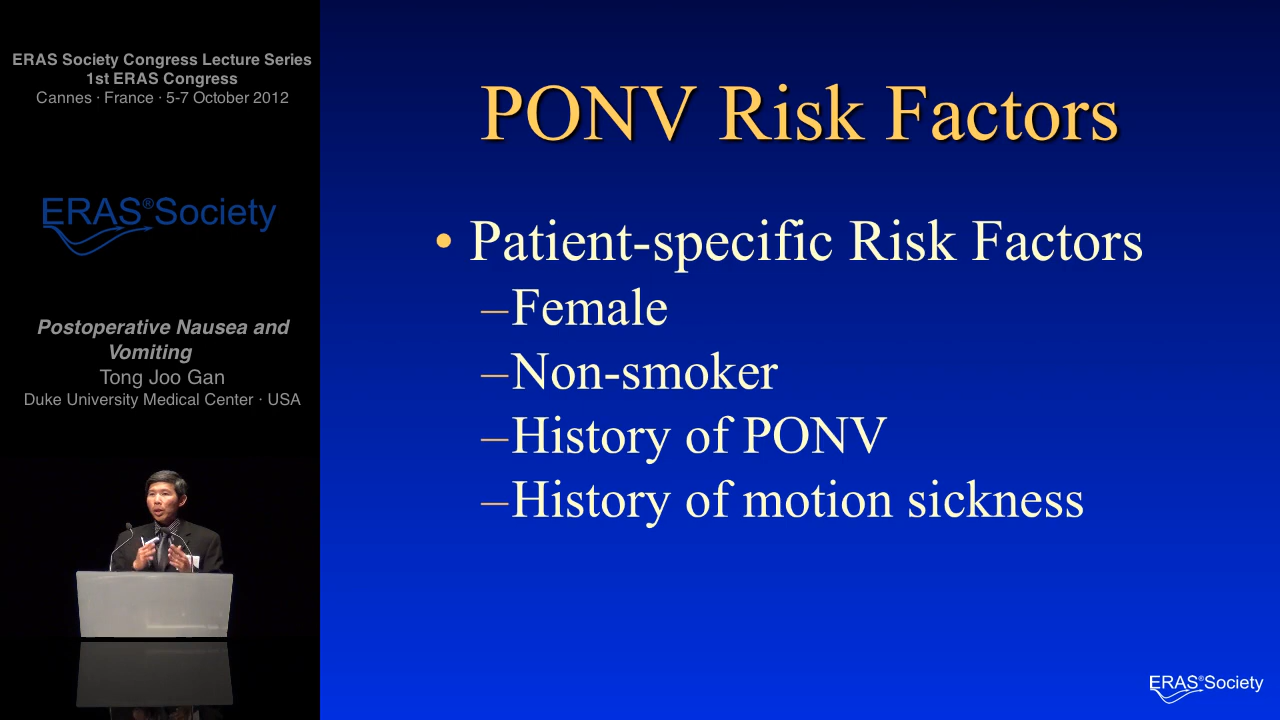 ERAS Society Congress Lecture Series
1st ERAS Congress
Cannes · France · 5-7 October 2012
ERAS®Society
Postoperative Nausea and
Vomiting
Tong Joo Gan
Duke University Medical Center · USA
PONV Risk Factors
• Patient-specific Risk Factors
–Female
–Non-smoker
–History of PONV
–History of motion sickness
ERAS®Society